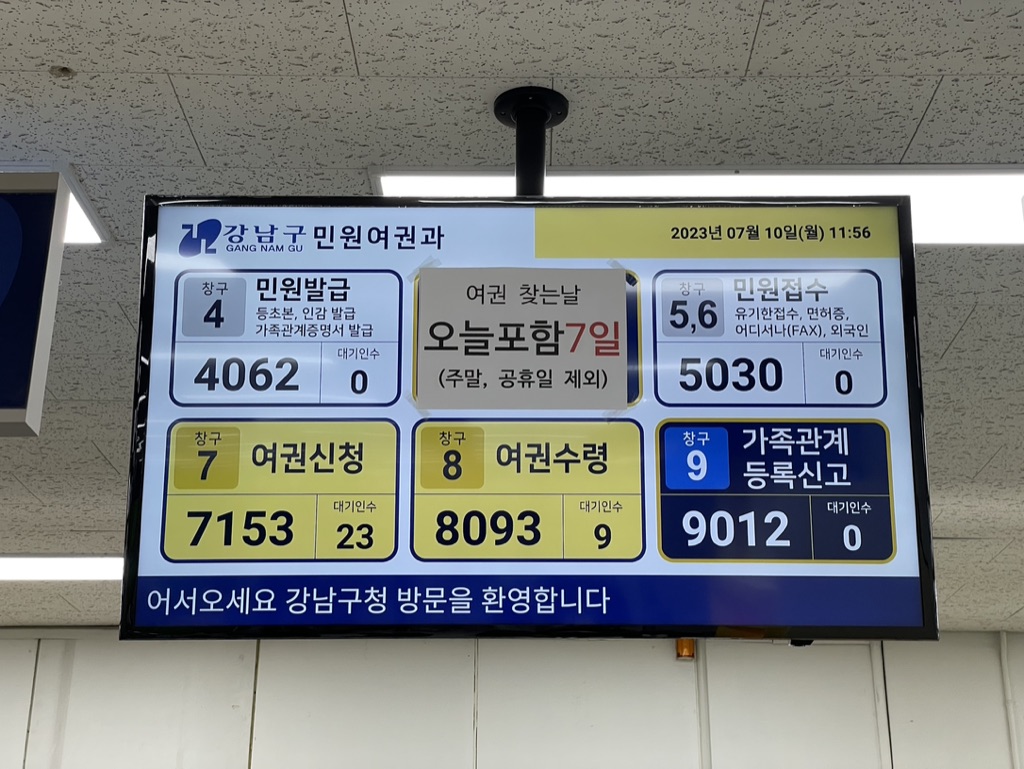 강남구
GANG NAM GU
민원여권과
2023년 07월 10일(월) 11:56
창구
4
민원발급
등초본, 인감 발급
가족관계증명서 발급
4062
대기인수
0
여권 찾는날
오늘포함7일
(주말, 공휴일 제외)
창구
5,6
민원접수
유기한접수, 면허증,
어디서나(FAX), 외국인
5030
대기인수
0
창구
7
여권신청
7153
대기인수
23
창구
8
여권수령
8093
대기인수
9
창구
9
가족관계
등록신고
9012
대기인수
0
어서오세요 강남구청 방문을 환영합니다